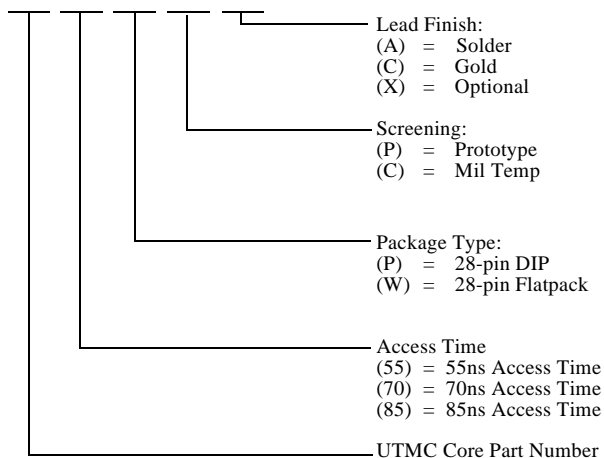 Lead Finish:
(A) = Solder
(C) = Gold
(X) = Optional
Screening:
(P) = Prototype
(C) = Mil Temp
Package Type:
(P) = 28-pin DIP
(W) = 28-pin Flatpack
Access Time
(55) = 55ns Access Time
(70) = 70ns Access Time
(85) = 85ns Access Time
UTMC Core Part Number